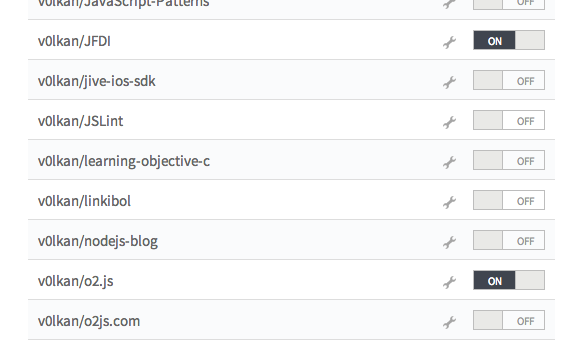 v0lkan/JavaScript-Patterns OFF
v0lkan/JFDI ON
v0lkan/jive-ios-sdk OFF
v0lkan/JSLint OFF
v0lkan/learning-objective-c OFF
v0lkan/linkibol OFF
v0lkan/nodejs-blog OFF
v0lkan/o2.js ON
v0lkan/o2js.com OFF